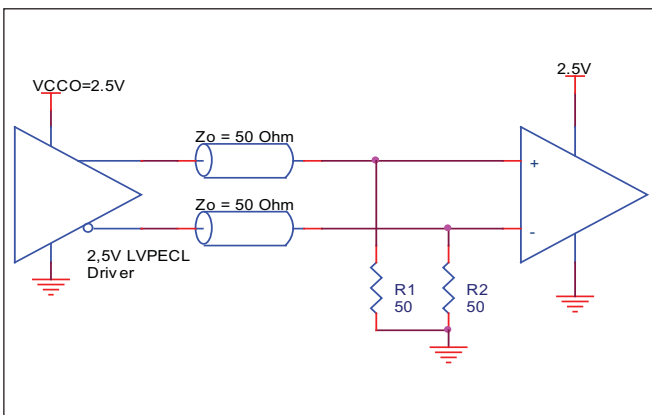 VCCO=2.5V
2.5V
Zo = 50 Ohm
+
Zo = 50 Ohm
-
2,5V LVPECL
Driver
R1
50
R2
50